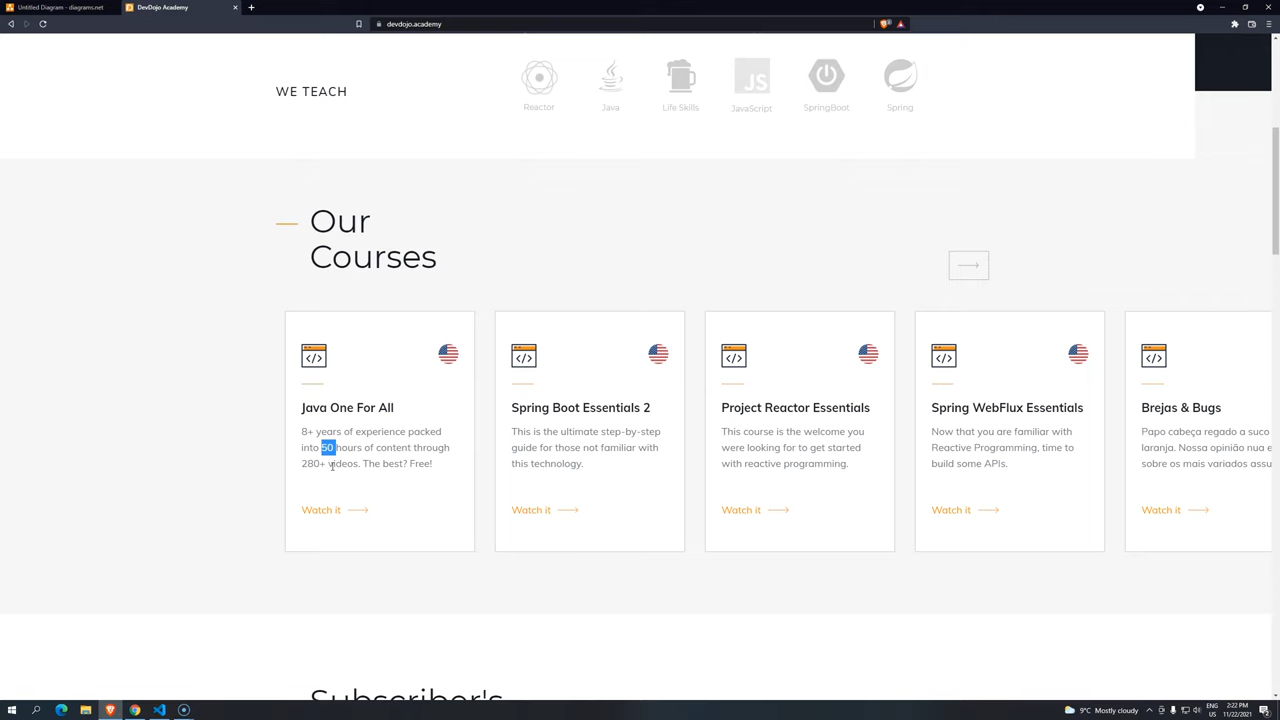 Untitled Diagram - diagrams.net
DevDojo Academy
devdojo.academy
WE TEACH
Reactor
Java
Life Skills
JS
JavaScript
SpringBoot
Spring
Our
Courses
Java One For All
8+ years of experience packed
into 50 hours of content through
280+ videos. The best? Free!
Watch it
Spring Boot Essentials 2
This is the ultimate step-by-step
guide for those not familiar with
this technology.
Watch it
Project Reactor Essentials
This course is the welcome you
were looking for to get started
with reactive programming.
Watch it
Spring WebFlux Essentials
Now that you are familiar with
Reactive Programming, time to
build some APIs.
Watch it
Brejas & Bugs
Papo cabeça regado a suco
laranja. Nossa opinião nua e
sobre os mais variados assu
Watch it
Subscriber's
9°C Mostly cloudy
ENG
US
2:22 PM
11/22/2021